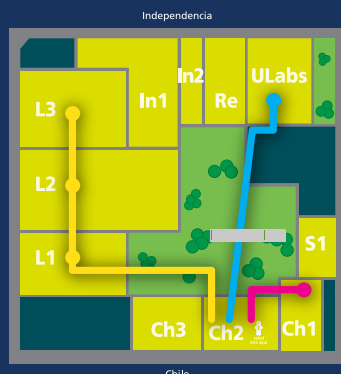 Independencia
In2
ULabs
L3
In1
Re
L2
L1
S1
Ch3
Ch2
Ch1
Chile